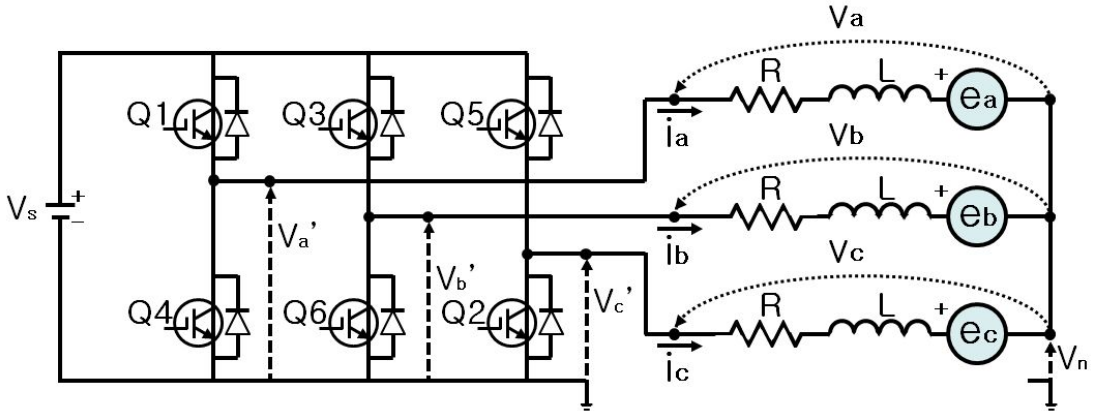 Va
R
L
+
ea
ia
Q1
Q3
Q5
Vb
R
L
+
eb
ib
Vs
+
−
Va'
Vb'
Vc'
Vc
R
L
+
ec
ic
Q4
Q6
Q2
Vn